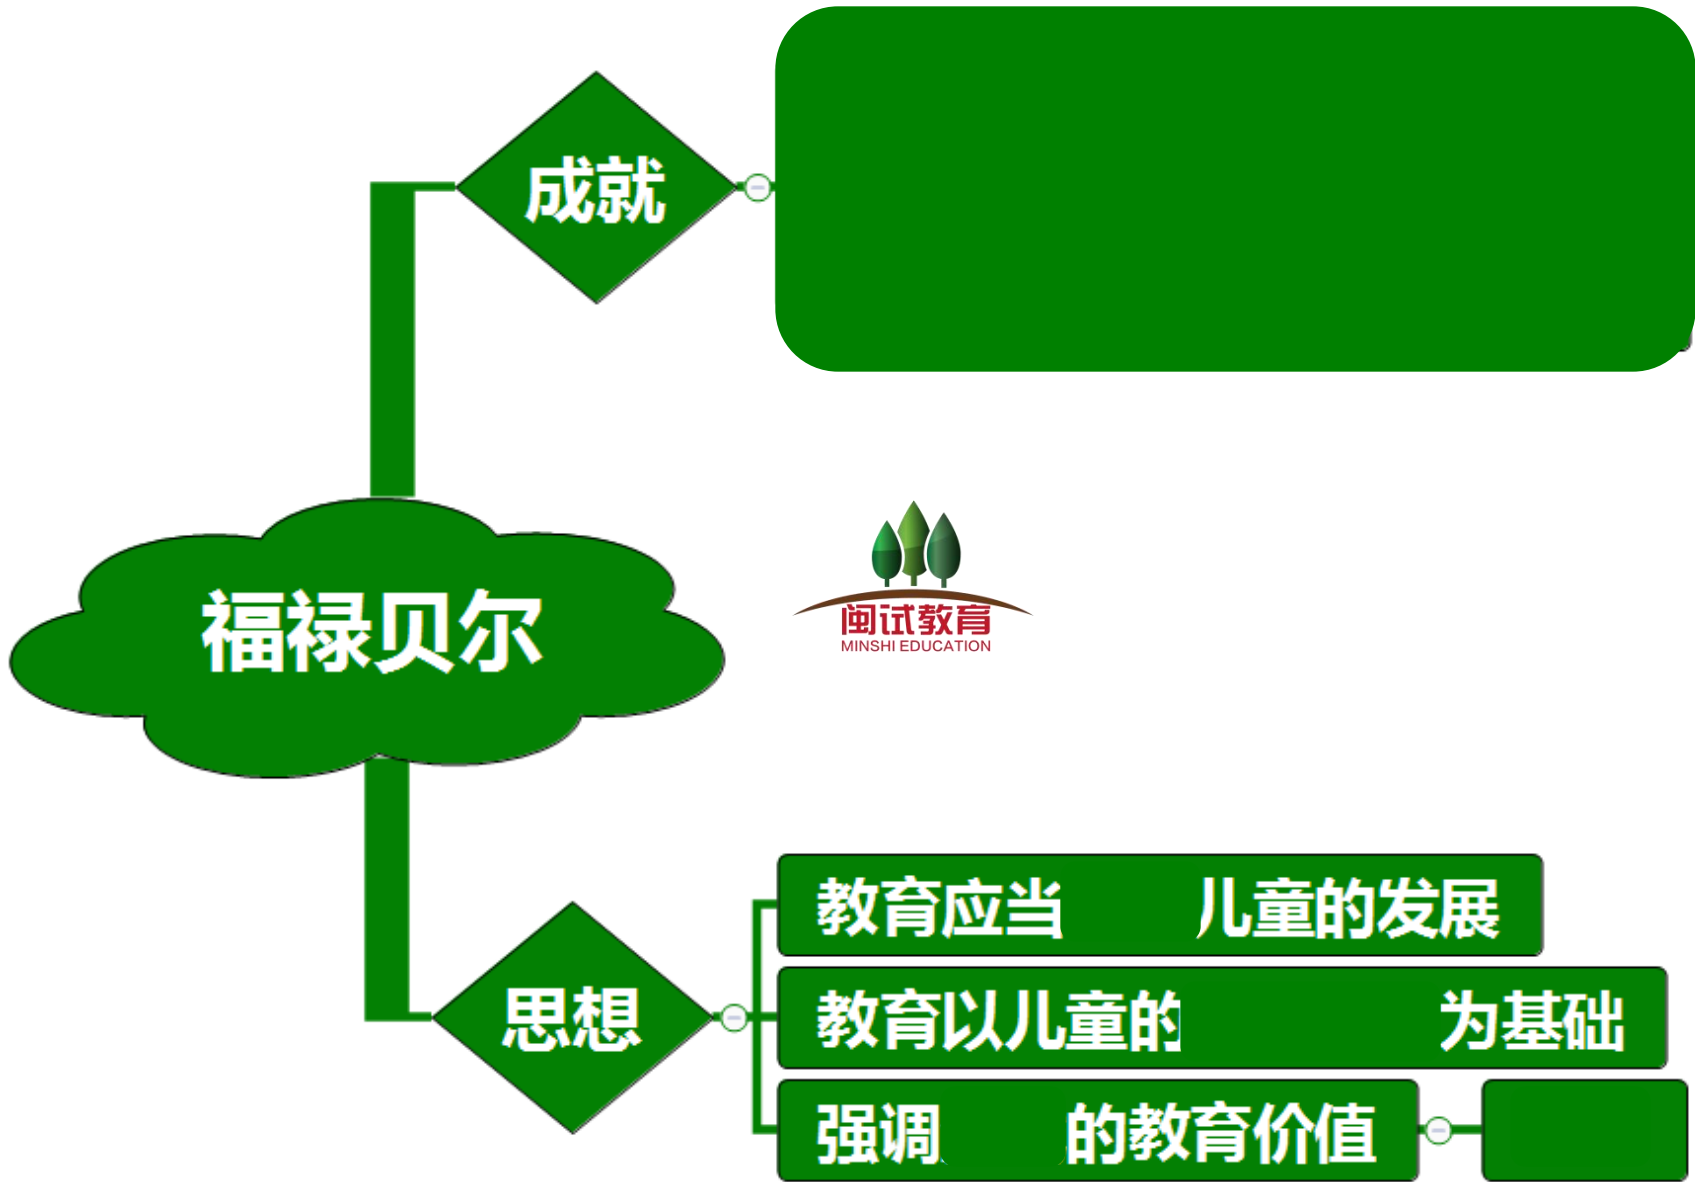 成就
福禄贝尔
闽试教育
MINSHI EDUCATION
思想
教育应当 儿童的发展
教育以儿童的 为基础
强调 的教育价值